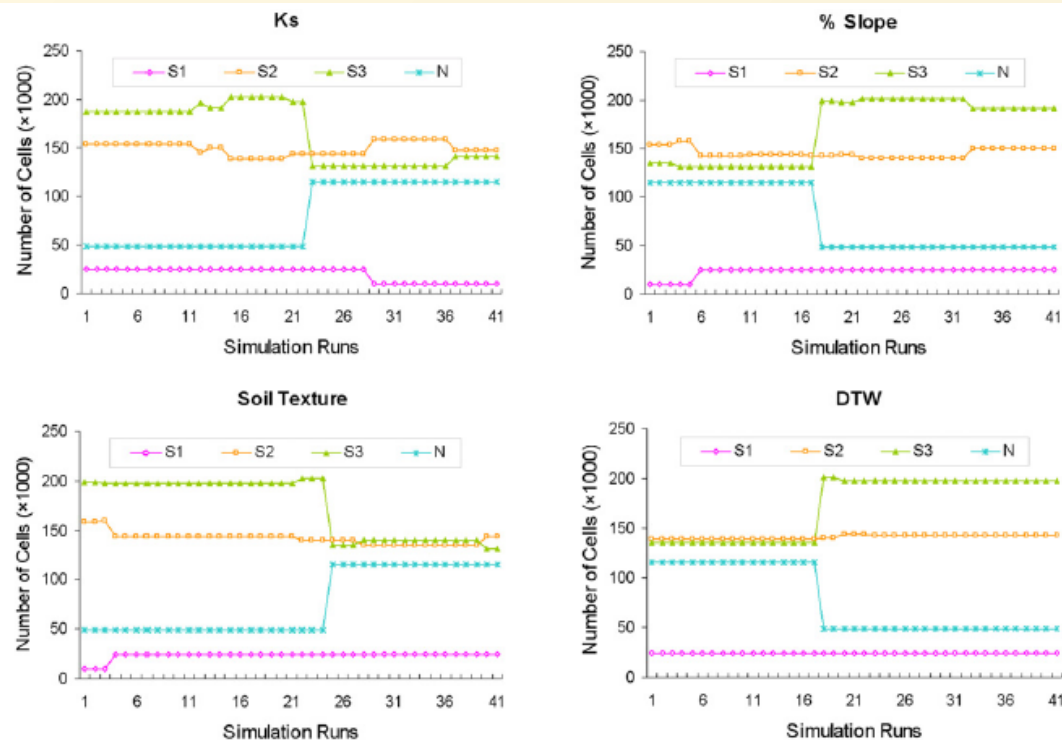 Ks
Number of Cells (×1000)
250
200
150
100
50
0
S1 S2 S3 N
1 6 11 16 21 26 31 36 41
Simulation Runs
% Slope
Number of Cells (×1000)
250
200
150
100
50
0
S1 S2 S3 N
1 6 11 16 21 26 31 36 41
Simulation Runs
Soil Texture
Number of Cells (×1000)
250
200
150
100
50
0
S1 S2 S3 N
1 6 11 16 21 26 31 36 41
Simulation Runs
DTW
Number of Cells (×1000)
250
200
150
100
50
0
S1 S2 S3 N
1 6 11 16 21 26 31 36 41
Simulation Runs